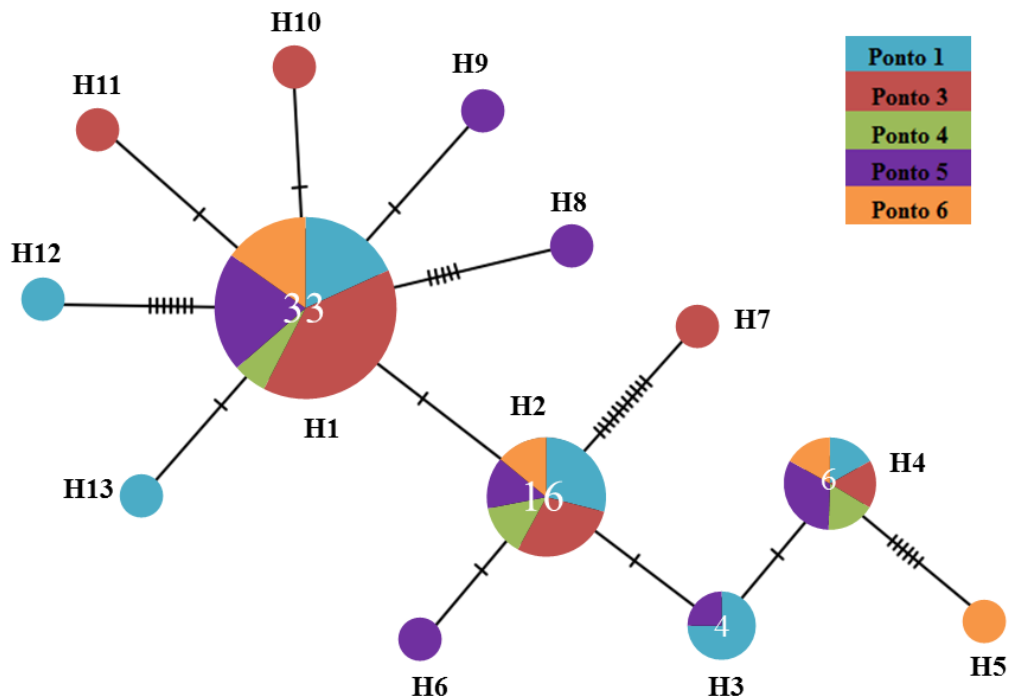 H10
H11
H9
H12
H8
33
H1
H13
H7
H2
16
H4
6
H6
4
H3
H5
Ponto 1
Ponto 3
Ponto 4
Ponto 5
Ponto 6